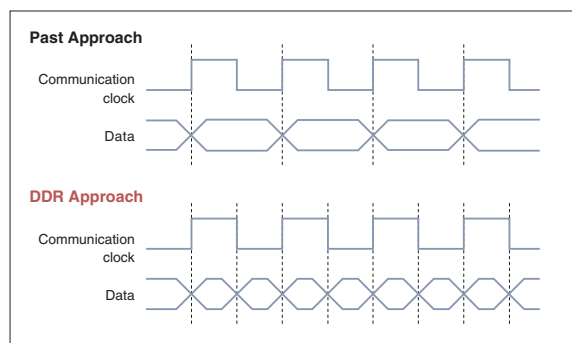 Past Approach
Communication
clock
Data
DDR Approach
Communication
clock
Data